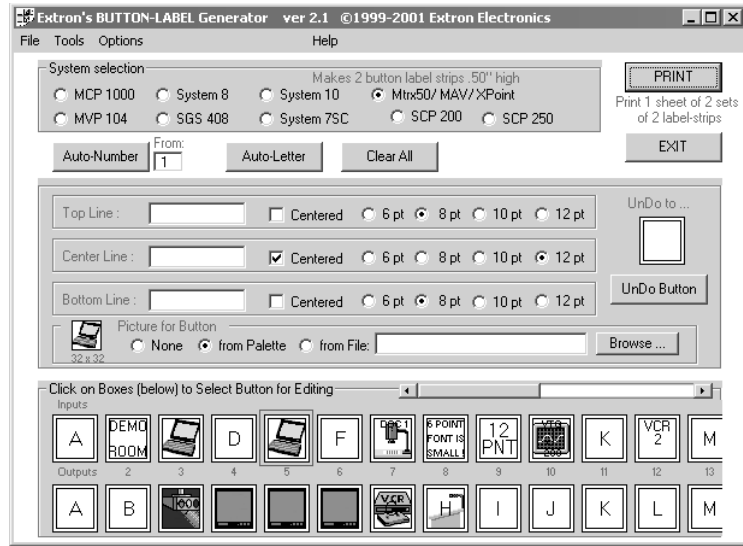 Extron's BUTTON-LABEL Generator ver 2.1 ©1999-2001 Extron Electronics
File Tools Options Help
System selection
Makes 2 button label strips .50" high
MCP 1000 System 8 System 10 Mtrx50/ MAV/ XPoint
MVP 104 SGS 408 System 7SC SCP 200 SCP 250
PRINT
Print 1 sheet of 2 sets
of 2 label-strips
EXIT
Auto-Number From: 1 Auto-Letter Clear All
Top Line : Centered 6 pt 8 pt 10 pt 12 pt
Center Line : Centered 6 pt 8 pt 10 pt 12 pt
Bottom Line : Centered 6 pt 8 pt 10 pt 12 pt
UnDo to ...
UnDo Button
Picture for Button
None from Palette from File: Browse ...
32 x 32
Click on Boxes (below) to Select Button for Editing
Inputs
A DEMO ROOM D F DOC 1 6 POINT FONT IS SMALL ! 12 PNT VTG 200 K VCR 2 M
Outputs 2 3 4 5 6 7 8 9 10 11 12 13
A B 1000 VCR H I J K L M